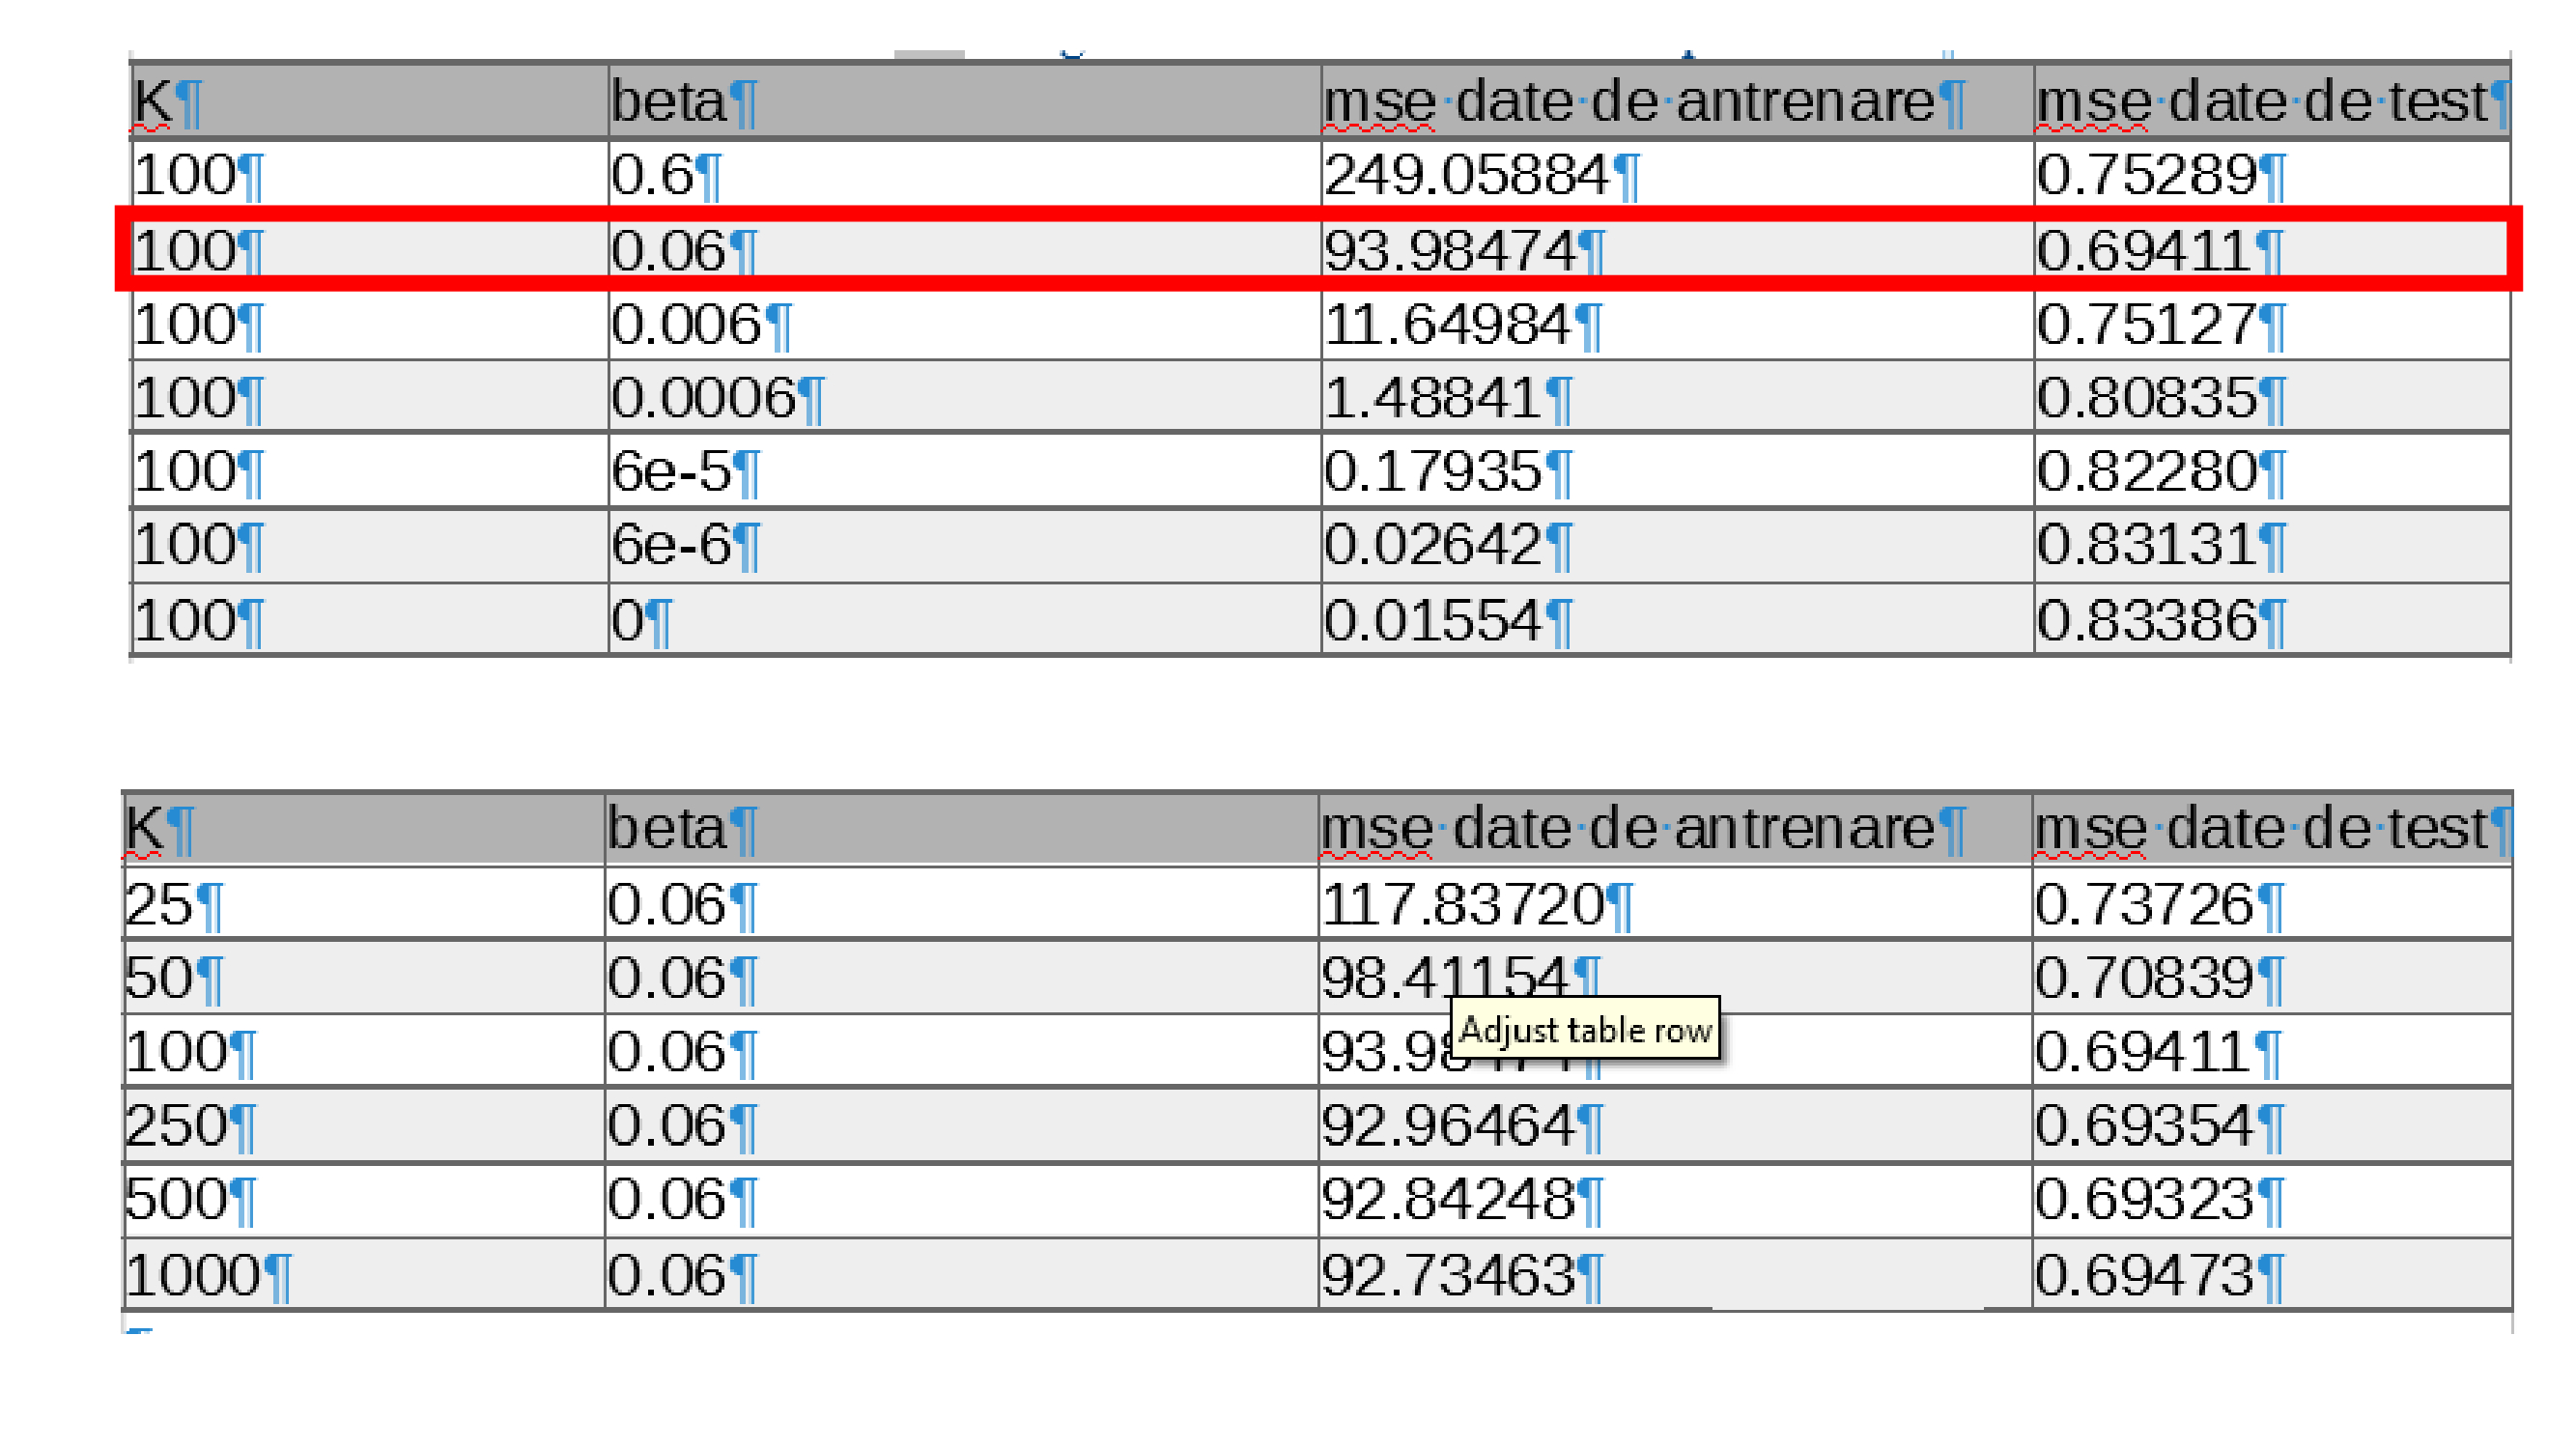 K¶ beta¶ mse·date·de·antrenare¶ mse·date·de·test¶
100¶ 0.6¶ 249.05884¶ 0.75289¶
100¶ 0.06¶ 93.98474¶ 0.69411¶
100¶ 0.006¶ 11.64984¶ 0.75127¶
100¶ 0.0006¶ 1.48841¶ 0.80835¶
100¶ 6e-5¶ 0.17935¶ 0.82280¶
100¶ 6e-6¶ 0.02642¶ 0.83131¶
100¶ 0¶ 0.01554¶ 0.83386¶
K¶ beta¶ mse·date·de·antrenare¶ mse·date·de·test¶
25¶ 0.06¶ 117.83720¶ 0.73726¶
50¶ 0.06¶ 98.41154¶ 0.70839¶
Adjust table row
100¶ 0.06¶ 0.69411¶
250¶ 0.06¶ 92.96464¶ 0.69354¶
500¶ 0.06¶ 92.84248¶ 0.69323¶
1000¶ 0.06¶ 92.73463¶ 0.69473¶